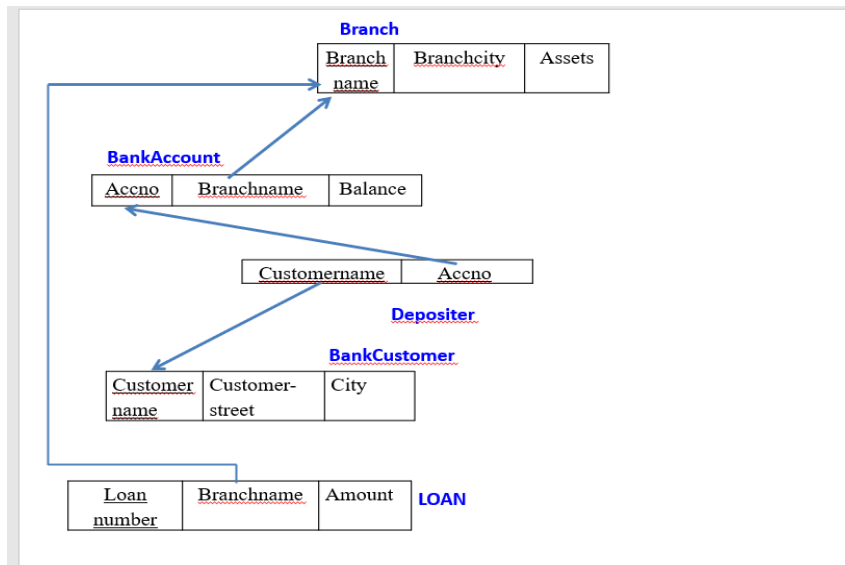 Branch
Branch Branchcity Assets
name
BankAccount
Accno Branchname Balance
Customername Accno
Depositer
BankCustomer
Customer Customer- City
name street
Loan Branchname Amount LOAN
number